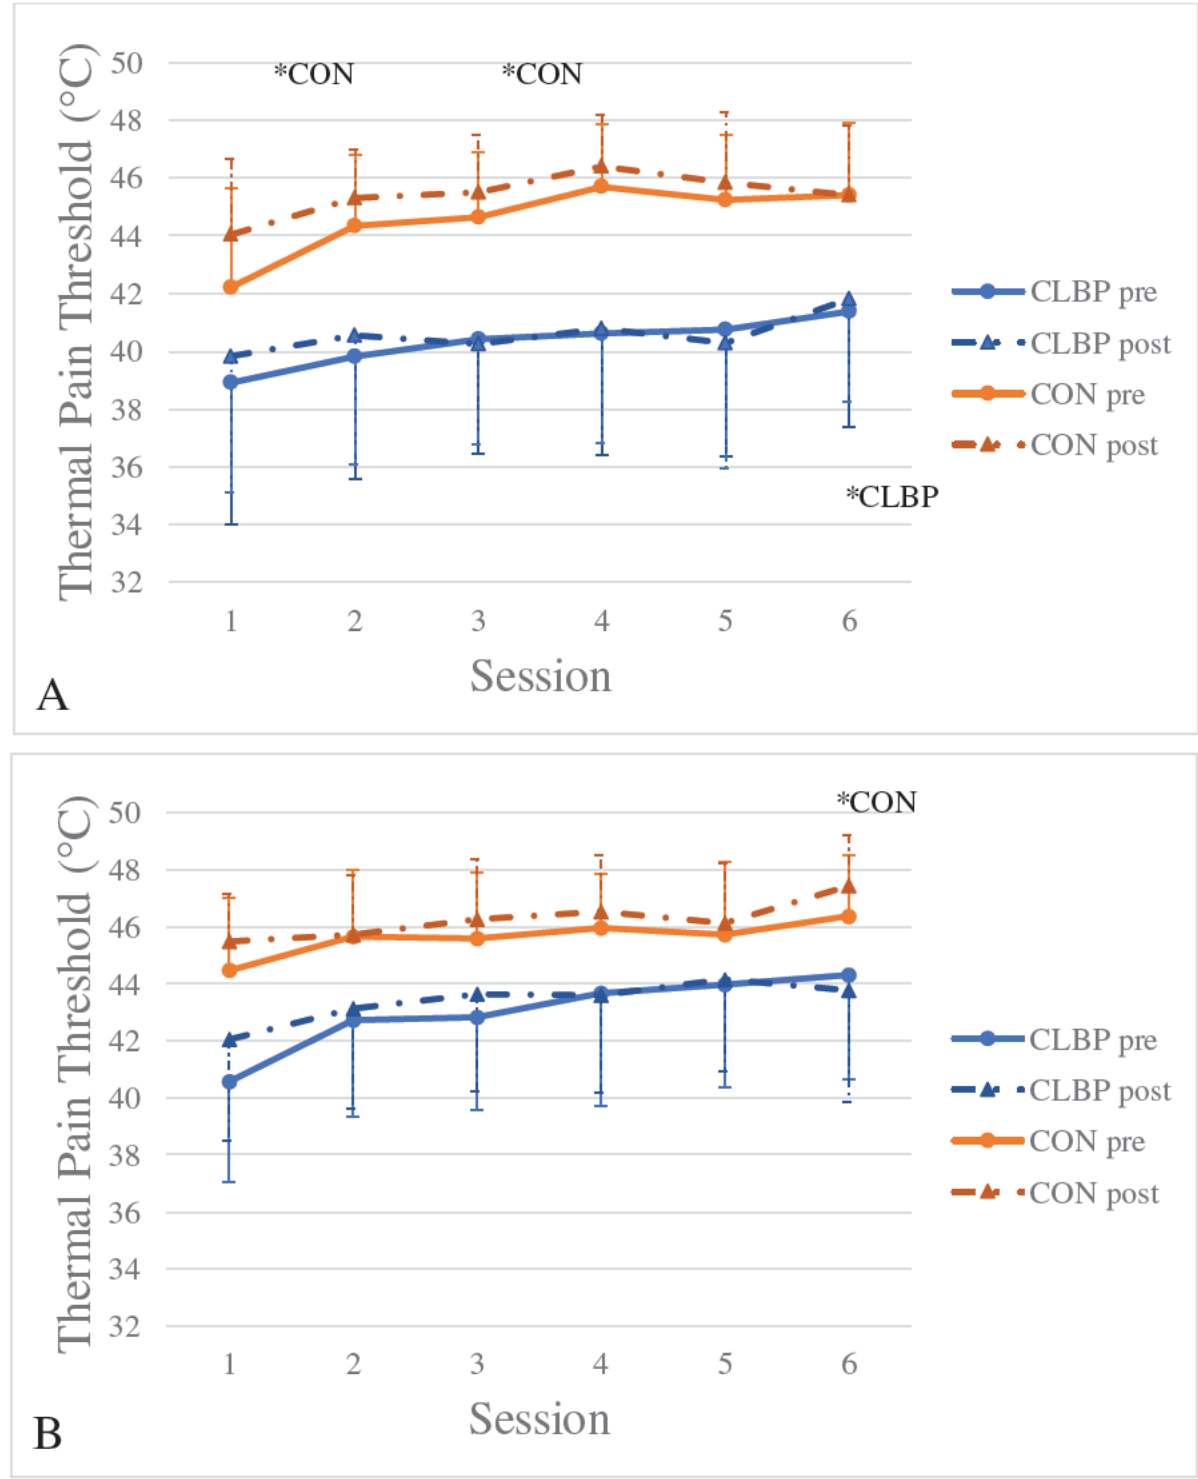 Thermal Pain Threshold (°C)
50
48
46
44
42
40
38
36
34
32
*CON *CON
*CLBP
1 2 3 4 5 6
Session
CLBP pre
CLBP post
CON pre
CON post
A
Thermal Pain Threshold (°C)
50
48
46
44
42
40
38
36
34
32
*CON
1 2 3 4 5 6
Session
CLBP pre
CLBP post
CON pre
CON post
B